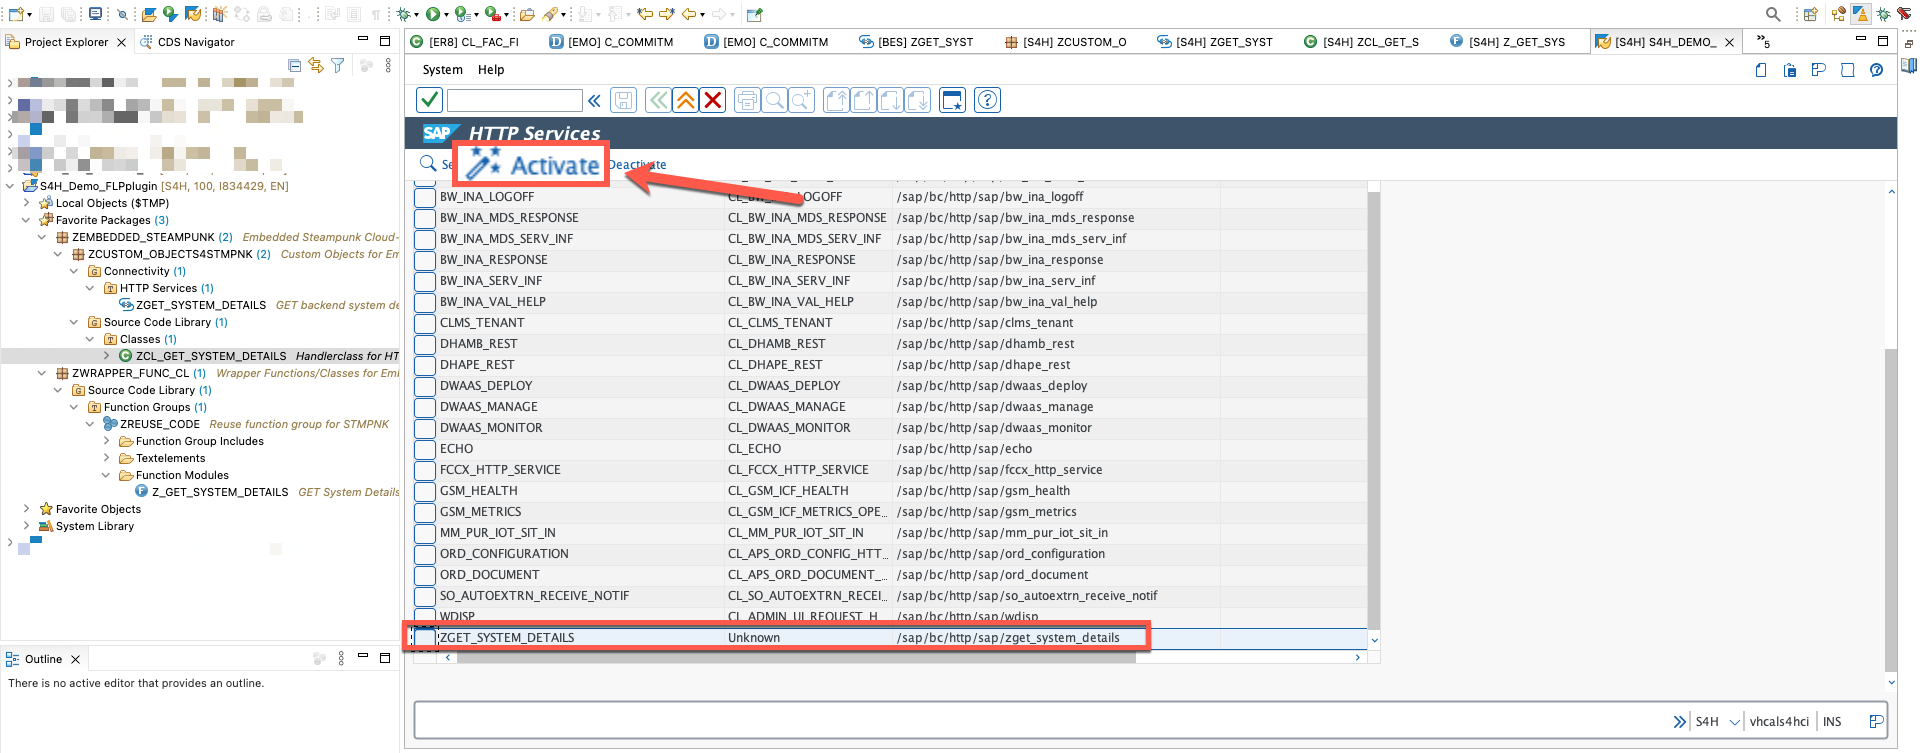 Project Explorer
CDS Navigator
[ER8] CL_FAC_FI
[EMO] C_COMMITM
[EMO] C_COMMITM
[BES] ZGET_SYST
[S4H] ZCUSTOM_O
[S4H] ZGET_SYST
[S4H] ZCL_GET_S
[S4H] Z_GET_SYS
[S4H] S4H_DEMO_
5
System Help
SAP HTTP Services
Activate
Deactivate
S4H_Demo_FLPplugin [S4H, 100, I834429, EN]
Local Objects ($TMP)
Favorite Packages (3)
ZEMBEDDED_STEAMPUNK (2) Embedded Steampunk Cloud-
ZCUSTOM_OBJECTS4STMPNK (2) Custom Objects for Em
Connectivity (1)
HTTP Services (1)
ZGET_SYSTEM_DETAILS GET backend system de
Source Code Library (1)
Classes (1)
ZCL_GET_SYSTEM_DETAILS Handlerclass for HT
ZWRAPPER_FUNC_CL (1) Wrapper Functions/Classes for Emb
Source Code Library (1)
Function Groups (1)
ZREUSE_CODE Reuse function group for STMPNK
Function Group Includes
Textelements
Function Modules
Z_GET_SYSTEM_DETAILS GET System Details
Favorite Objects
System Library
Outline
There is no active editor that provides an outline.
BW_INA_LOGOFF /sap/bc/http/sap/bw_ina_logoff
BW_INA_MDS_RESPONSE CL_BW_INA_MDS_RESPONSE /sap/bc/http/sap/bw_ina_mds_response
BW_INA_MDS_SERV_INF CL_BW_INA_MDS_SERV_INF /sap/bc/http/sap/bw_ina_mds_serv_inf
BW_INA_RESPONSE CL_BW_INA_RESPONSE /sap/bc/http/sap/bw_ina_response
BW_INA_SERV_INF CL_BW_INA_SERV_INF /sap/bc/http/sap/bw_ina_serv_inf
BW_INA_VAL_HELP CL_BW_INA_VAL_HELP /sap/bc/http/sap/bw_ina_val_help
CLMS_TENANT CL_CLMS_TENANT /sap/bc/http/sap/clms_tenant
DHAMB_REST CL_DHAMB_REST /sap/bc/http/sap/dhamb_rest
DHAPE_REST CL_DHAPE_REST /sap/bc/http/sap/dhape_rest
DWAAS_DEPLOY CL_DWAAS_DEPLOY /sap/bc/http/sap/dwaas_deploy
DWAAS_MANAGE CL_DWAAS_MANAGE /sap/bc/http/sap/dwaas_manage
DWAAS_MONITOR CL_DWAAS_MONITOR /sap/bc/http/sap/dwaas_monitor
ECHO CL_ECHO /sap/bc/http/sap/echo
FCCX_HTTP_SERVICE CL_FCCX_HTTP_SERVICE /sap/bc/http/sap/fccx_http_service
GSM_HEALTH CL_GSM_ICF_HEALTH /sap/bc/http/sap/gsm_health
GSM_METRICS CL_GSM_ICF_METRICS_OPE... /sap/bc/http/sap/gsm_metrics
MM_PUR_IOT_SIT_IN CL_MM_PUR_IOT_SIT_IN /sap/bc/http/sap/mm_pur_iot_sit_in
ORD_CONFIGURATION CL_APS_ORD_CONFIG_HTT... /sap/bc/http/sap/ord_configuration
ORD_DOCUMENT CL_APS_ORD_DOCUMENT_... /sap/bc/http/sap/ord_document
SO_AUTOEXTRN_RECEIVE_NOTIF CL_SO_AUTOEXTRN_RECEI... /sap/bc/http/sap/so_autoextrn_receive_notif
WDISP CL_ADMIN_UI_REQUEST_H... /sap/bc/http/sap/wdisp
ZGET_SYSTEM_DETAILS Unknown /sap/bc/http/sap/zget_system_details
S4H vhcals4hci INS